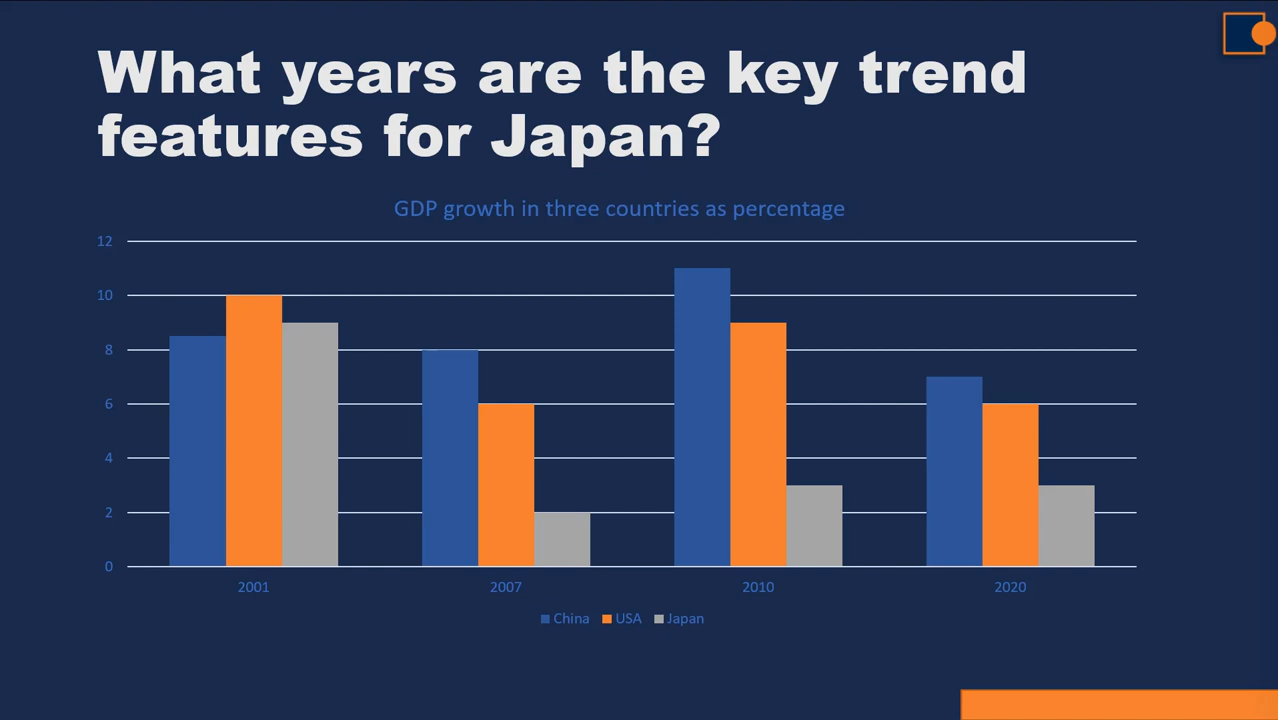 What years are the key trend
features for Japan?
GDP growth in three countries as percentage
12
10
8
6
4
2
0
2001 2007 2010 2020
China USA Japan